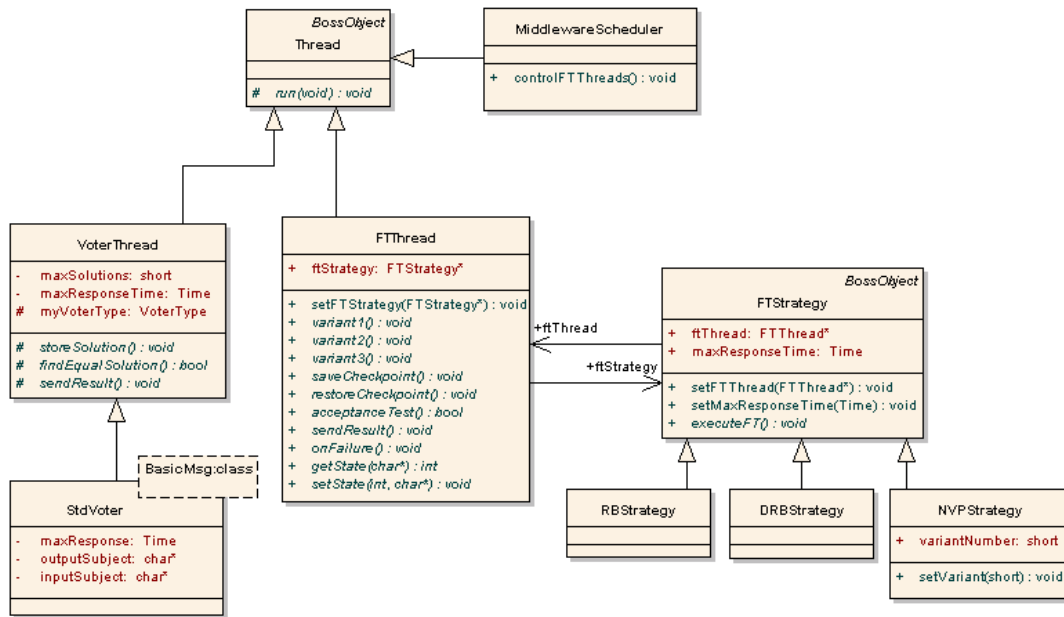 BossObject
Thread
# run(void) : void
MiddlewareScheduler
+ controlFTThreads() : void
VoterThread
- maxSolutions: short
- maxResponseTime: Time
# myVoterType: VoterType
# storeSolution() : void
# findEqualSolution() : bool
# sendResult() : void
FTThread
+ ftStrategy: FTStrategy*
+ setFTStrategy(FTStrategy*) : void
+ variant1() : void
+ variant2() : void
+ variant3() : void
+ saveCheckpoint() : void
+ restoreCheckpoint() : void
+ acceptanceTest() : bool
+ sendResult() : void
+ onFailure() : void
+ getState(char*) : int
+ setState(int, char*) : void
+ftThread
+ftStrategy
BossObject
FTStrategy
+ ftThread: FTThread*
+ maxResponseTime: Time
+ setFTThread(FTThread*) : void
+ setMaxResponseTime(Time) : void
+ executeFT() : void
BasicMsg:class
StdVoter
- maxResponse: Time
- outputSubject: char*
- inputSubject: char*
RBStrategy
DRBStrategy
NVPStrategy
+ variantNumber: short
+ setVariant(short) : void